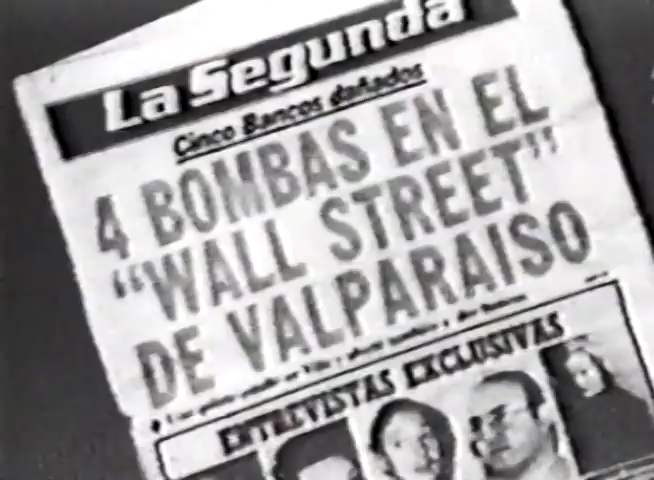 La Segunda
Cinco Bancos dañados
4 BOMBAS EN EL
"WALL STREET"
DE VALPARAISO
ENTREVISTAS EXCLUSIVAS